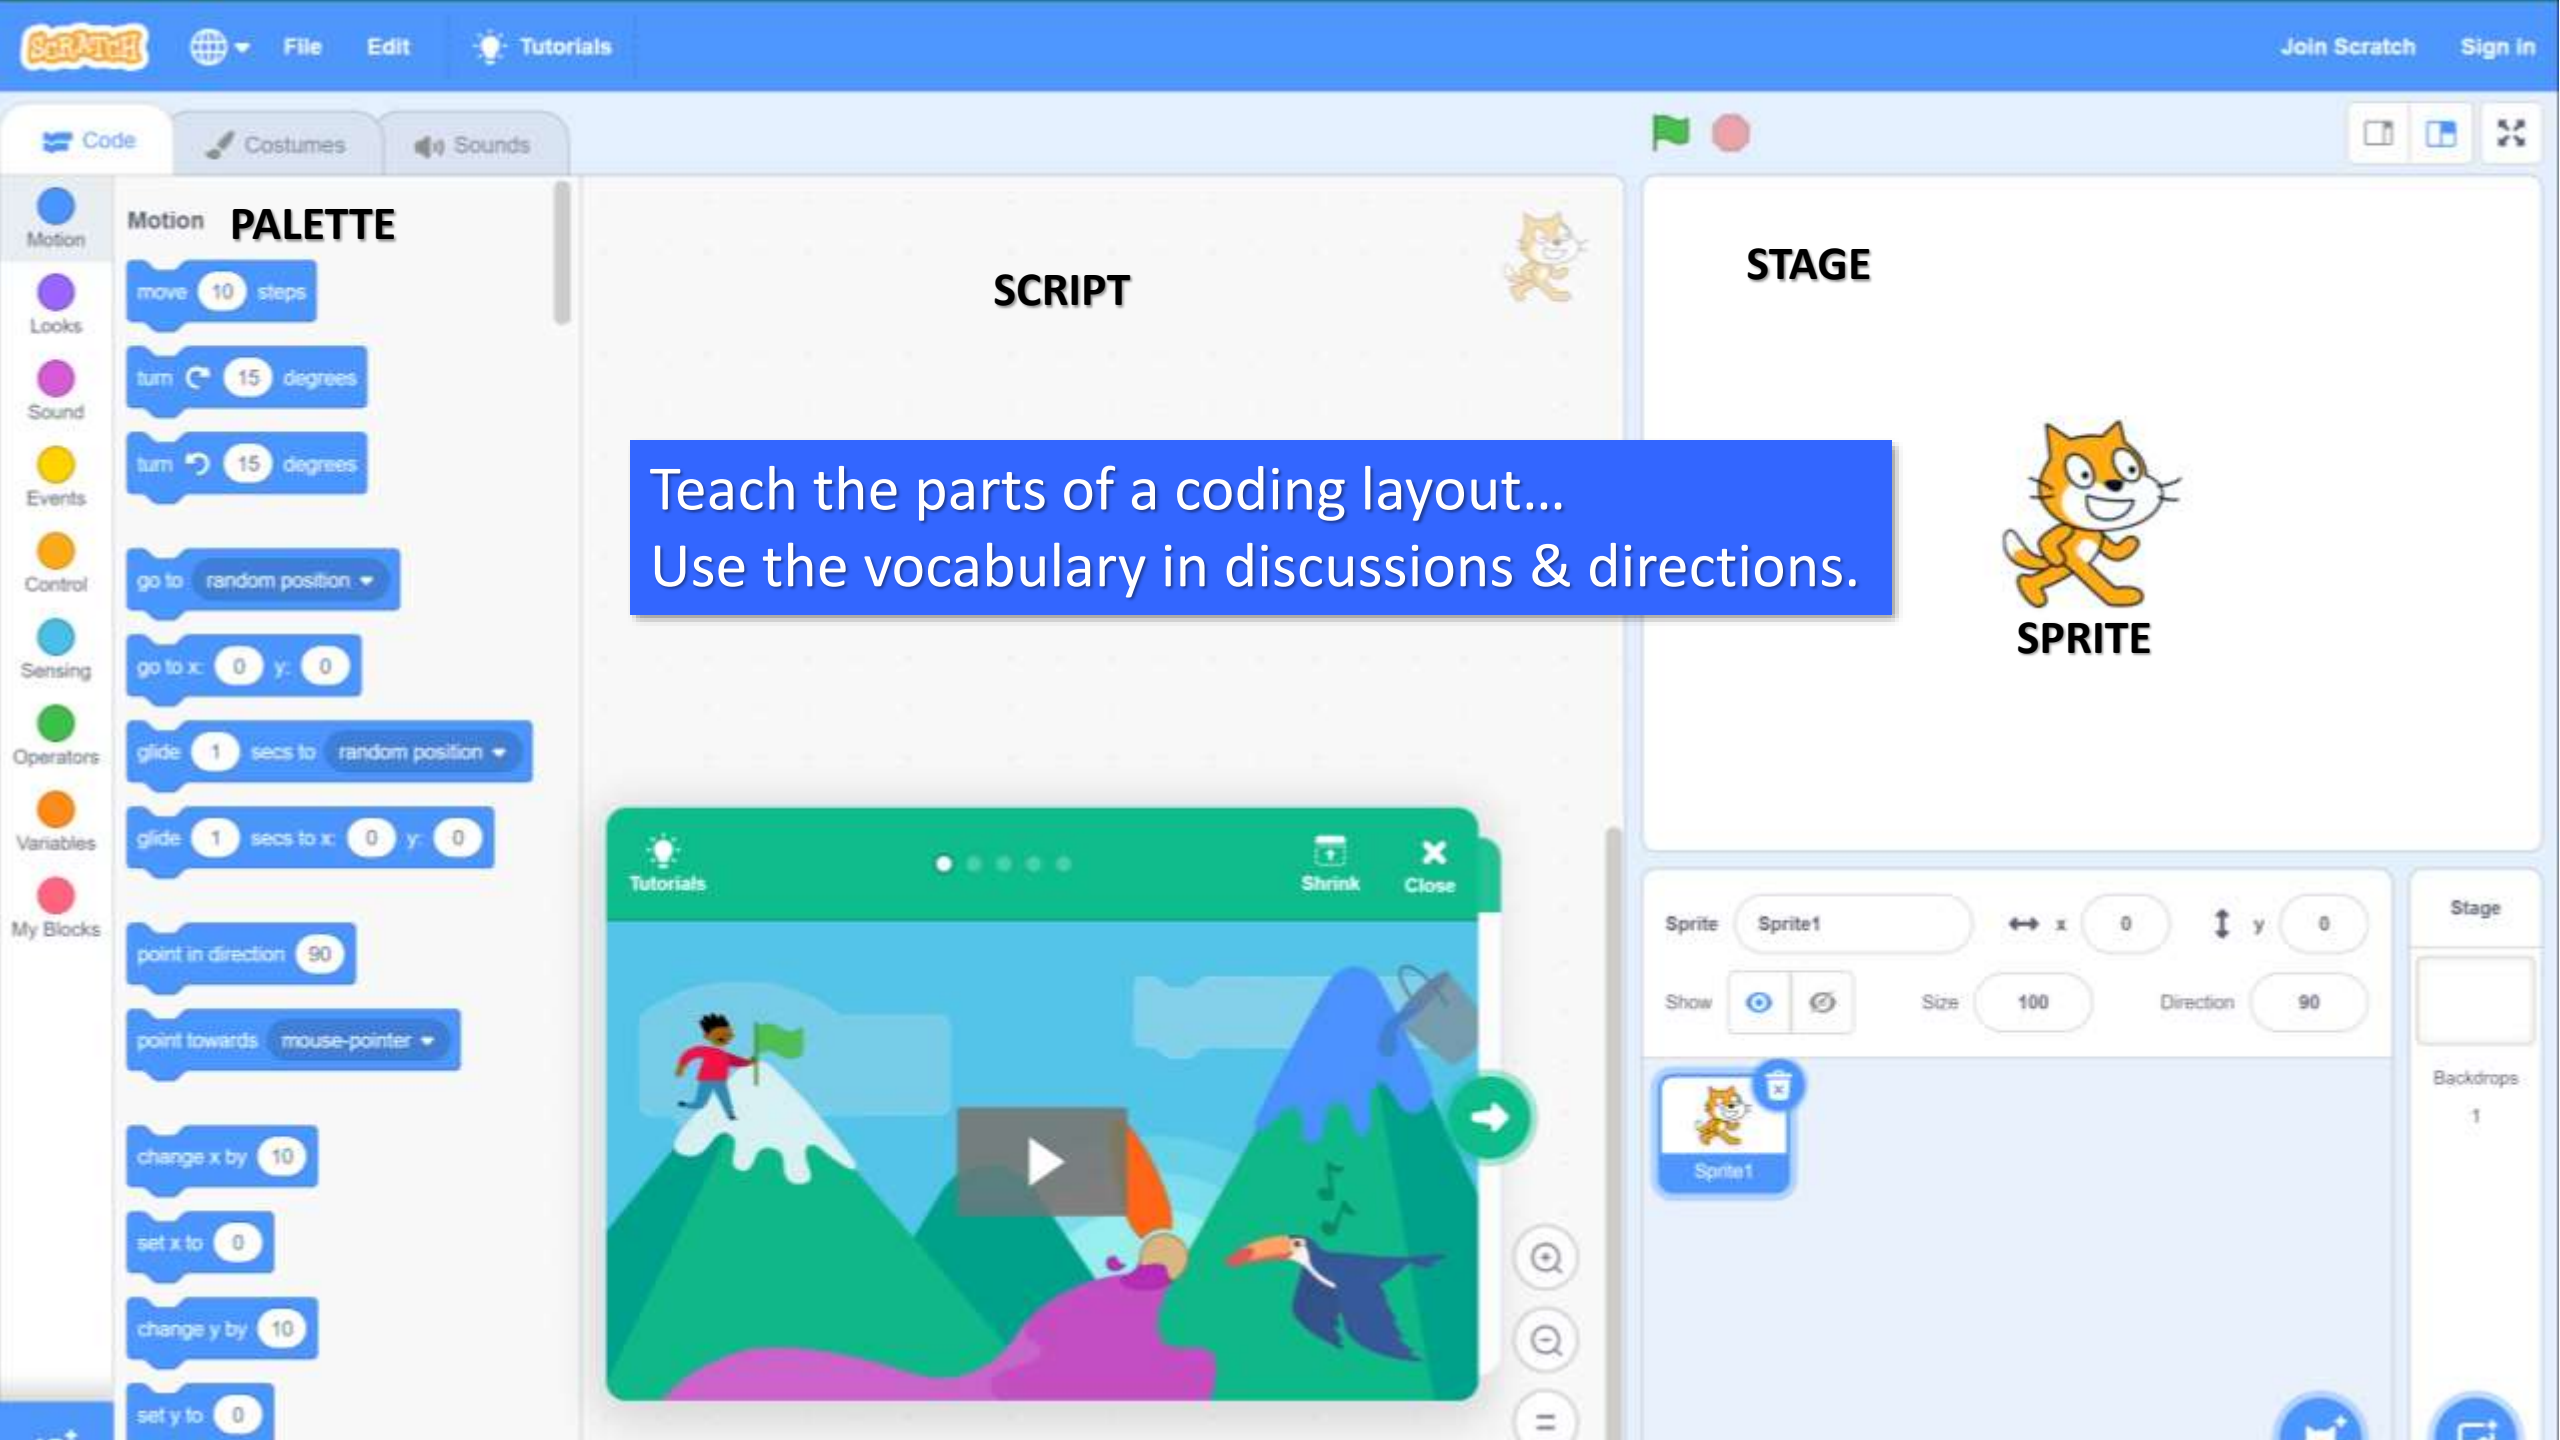 SCRATCH File Edit Tutorials Join Scratch Sign in
Code Costumes Sounds
Motion
Looks
Sound
Events
Control
Sensing
Operators
Variables
My Blocks
Motion PALETTE
move 10 steps
turn 15 degrees
turn 15 degrees
go to random position
go to x: 0 y: 0
glide 1 secs to random position
glide 1 secs to x: 0 y: 0
point in direction 90
point towards mouse-pointer
change x by 10
set x to 0
change y by 10
set y to 0
SCRIPT
STAGE
Teach the parts of a coding layout...
Use the vocabulary in discussions & directions.
SPRITE
Tutorials Shrink Close
Sprite Sprite1 x 0 y 0
Show Size 100 Direction 90
Sprite1
Stage
Backdrops
1